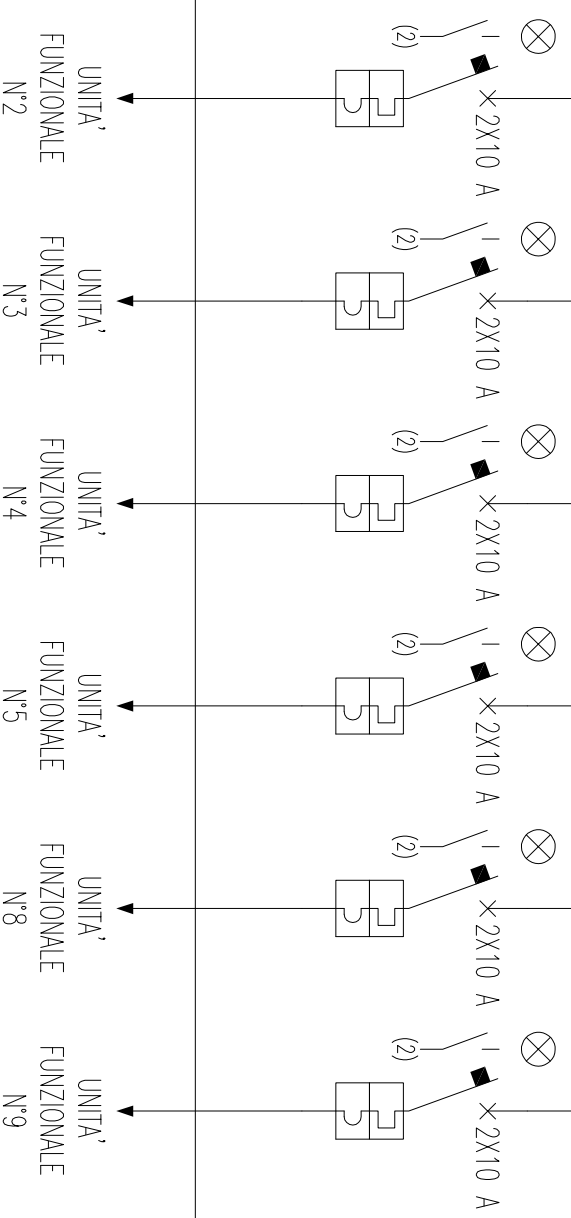 (2)
2X10 A
UNITA'
FUNZIONALE
N°2
(2)
2X10 A
UNITA'
FUNZIONALE
N°3
(2)
2X10 A
UNITA'
FUNZIONALE
N°4
(2)
2X10 A
UNITA'
FUNZIONALE
N°5
(2)
2X10 A
UNITA'
FUNZIONALE
N°8
(2)
2X10 A
UNITA'
FUNZIONALE
N°9